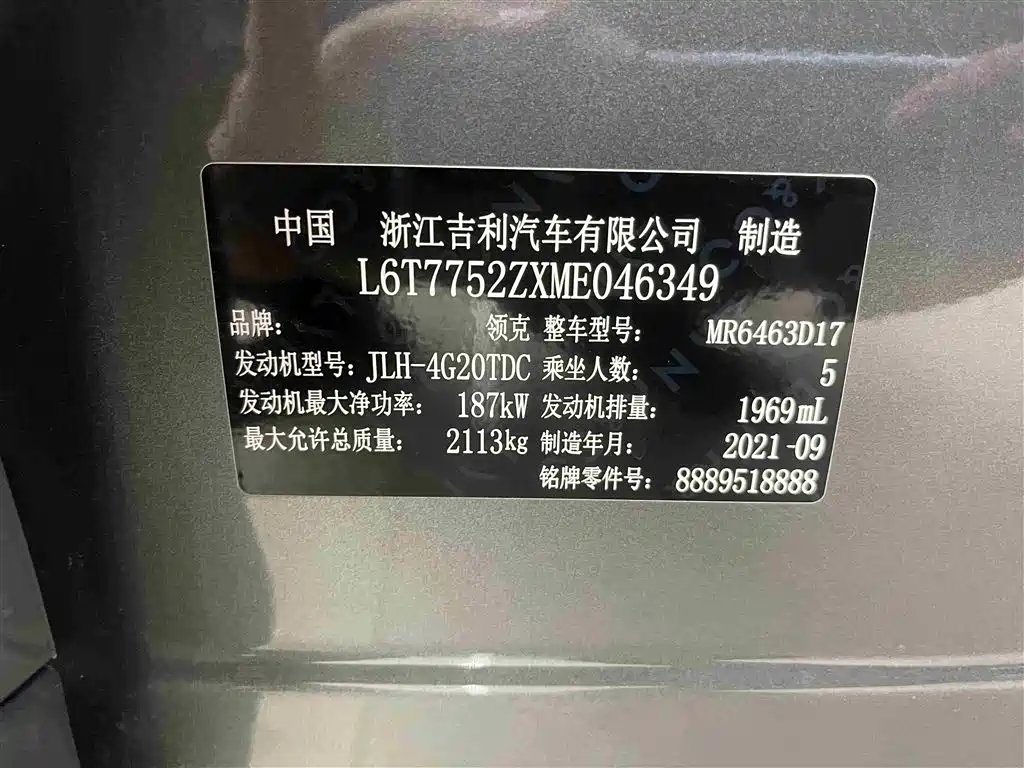 中国 浙江吉利汽车有限公司 制造
L6T7752ZXME046349
品牌： 领克 整车型号： MR6463D17
发动机型号：JLH-4G20TDC 乘坐人数： 5
发动机最大净功率： 187kW 发动机排量： 1969mL
最大允许总质量： 2113kg 制造年月： 2021-09
铭牌零件号： 8889518888